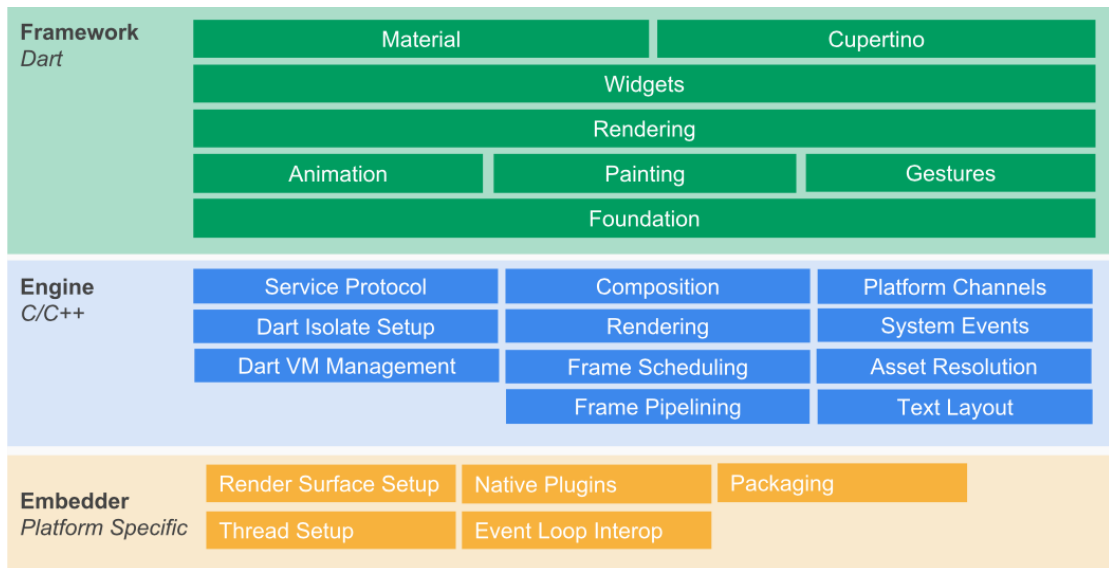 Framework
Dart
Material
Cupertino
Widgets
Rendering
Animation
Painting
Gestures
Foundation
Engine
C/C++
Service Protocol
Composition
Platform Channels
Dart Isolate Setup
Rendering
System Events
Dart VM Management
Frame Scheduling
Asset Resolution
Frame Pipelining
Text Layout
Embedder
Platform Specific
Render Surface Setup
Native Plugins
Packaging
Thread Setup
Event Loop Interop